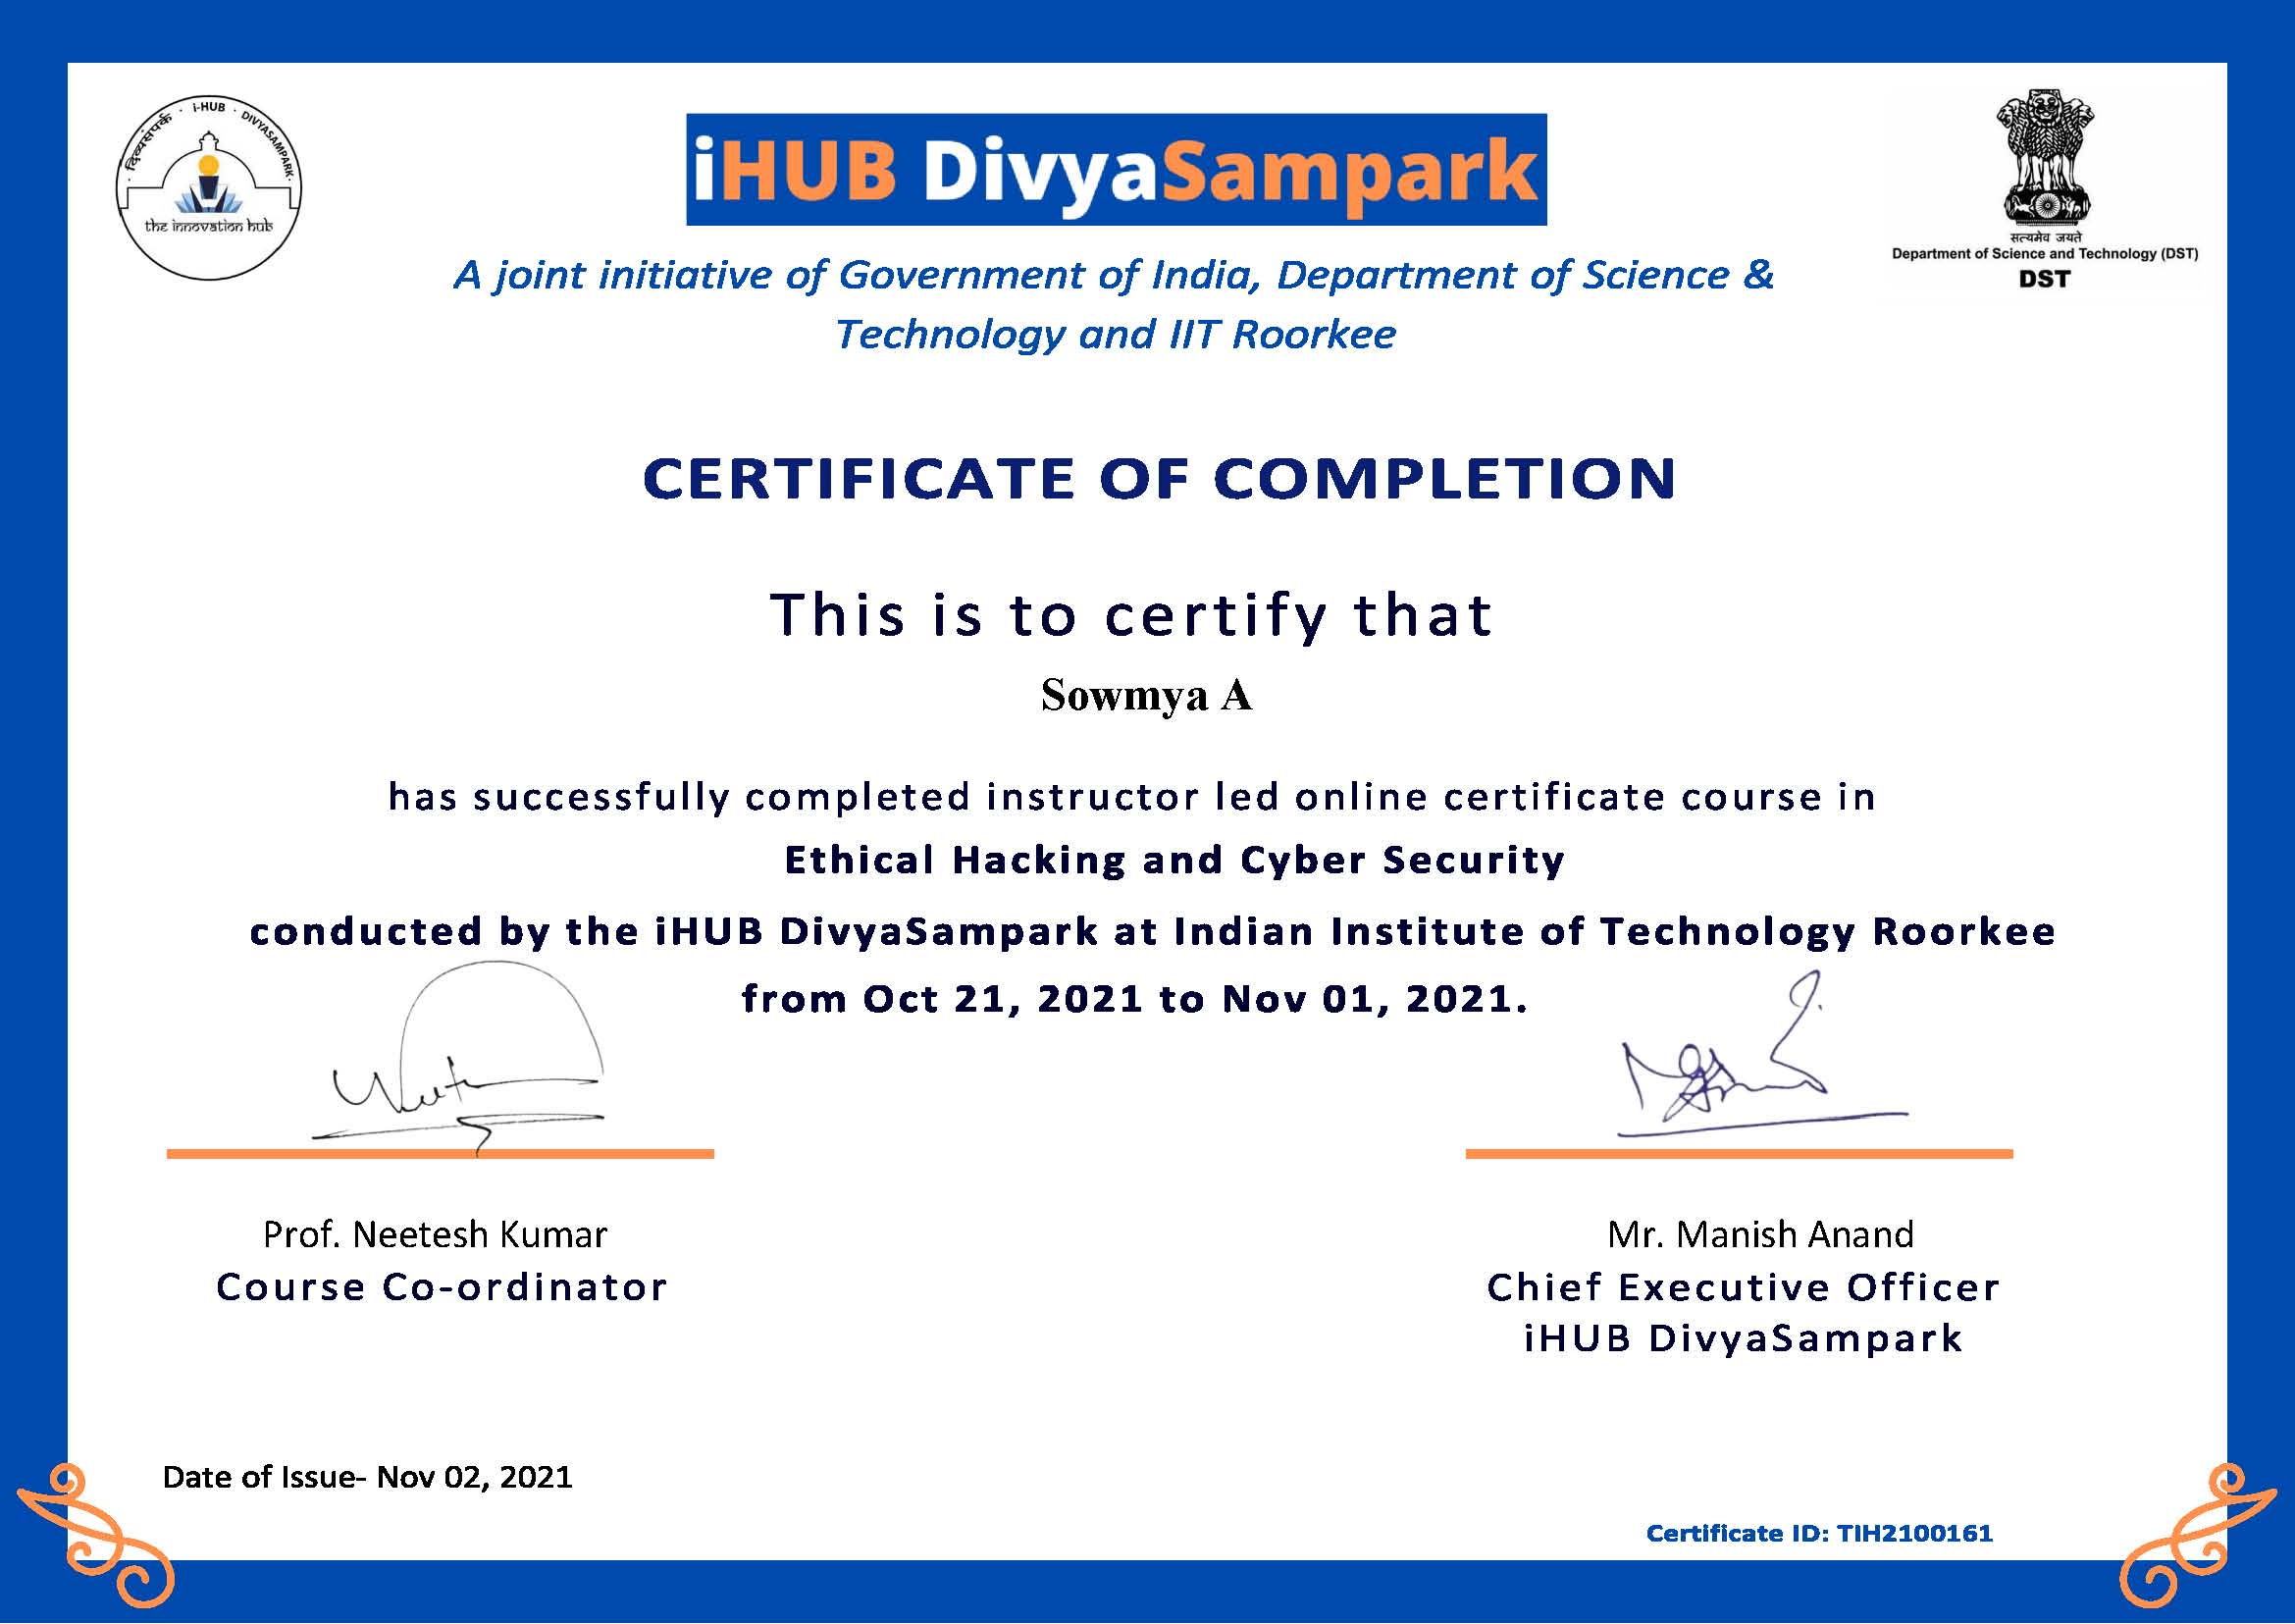 दिव्यसंपर्क · i-HUB · DIVYASAMPARK
the innovation hub
iHUB DivyaSampark
सत्यमेव जयते
Department of Science and Technology (DST)
DST
A joint initiative of Government of India, Department of Science &
Technology and IIT Roorkee
CERTIFICATE OF COMPLETION
This is to certify that
Sowmya A
has successfully completed instructor led online certificate course in
Ethical Hacking and Cyber Security
conducted by the iHUB DivyaSampark at Indian Institute of Technology Roorkee
from Oct 21, 2021 to Nov 01, 2021.
Prof. Neetesh Kumar
Course Co-ordinator
Mr. Manish Anand
Chief Executive Officer
iHUB DivyaSampark
Date of Issue- Nov 02, 2021
Certificate ID: TIH2100161